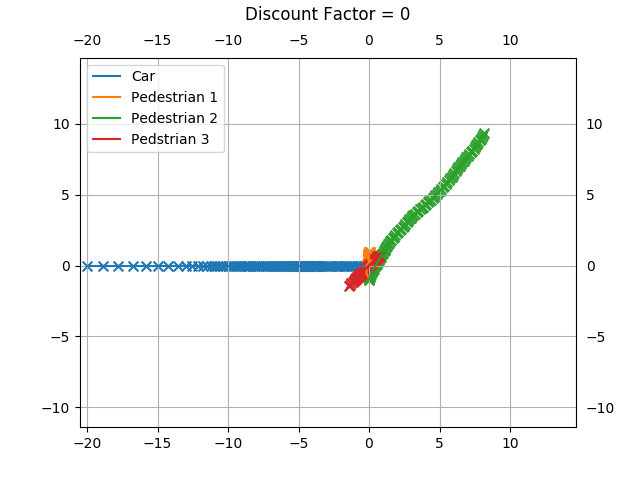 Discount Factor = 0
−20 −15 −10 −5 0 5 10
Car
Pedestrian 1
Pedestrian 2
Pedstrian 3
10 10
5 5
0 0
−5 −5
−10 −10
−20 −15 −10 −5 0 5 10